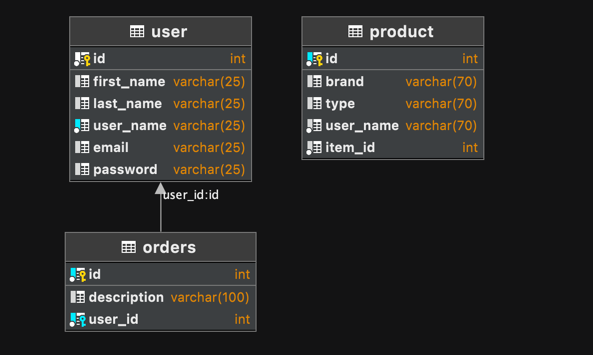 user
id int
first_name varchar(25)
last_name varchar(25)
user_name varchar(25)
email varchar(25)
password varchar(25)
product
id int
brand varchar(70)
type varchar(70)
user_name varchar(70)
item_id int
user_id:id
orders
id int
description varchar(100)
user_id int